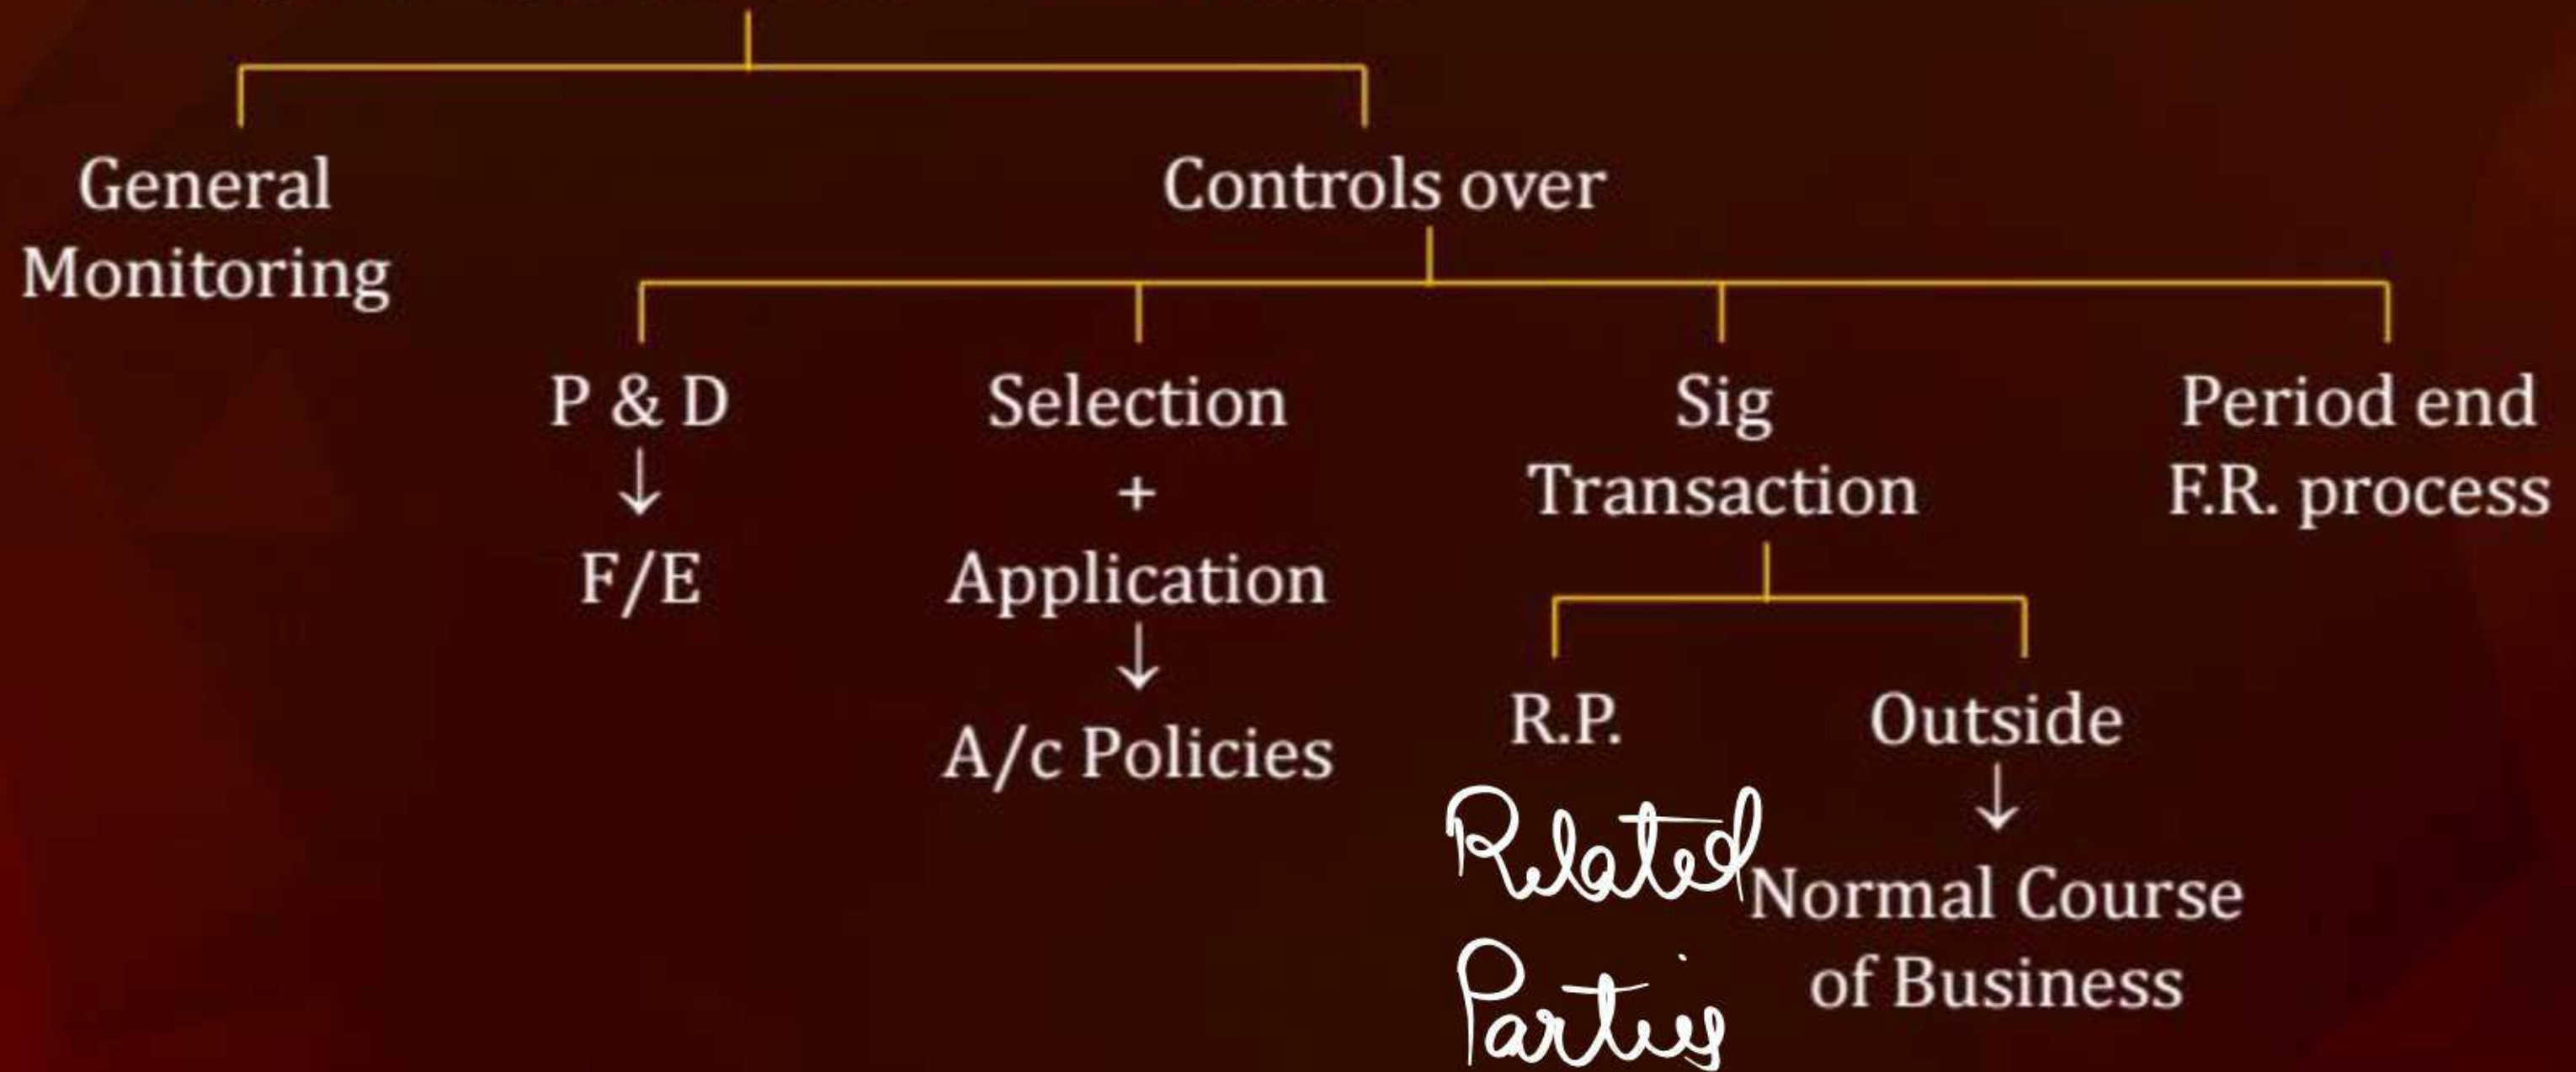 General
Monitoring
Controls over
P & D
↓
F/E
Selection
+
Application
↓
A/c Policies
Sig
Transaction
R.P.
Related
Parties
Outside
↓
Normal Course
of Business
Period end
F.R. process